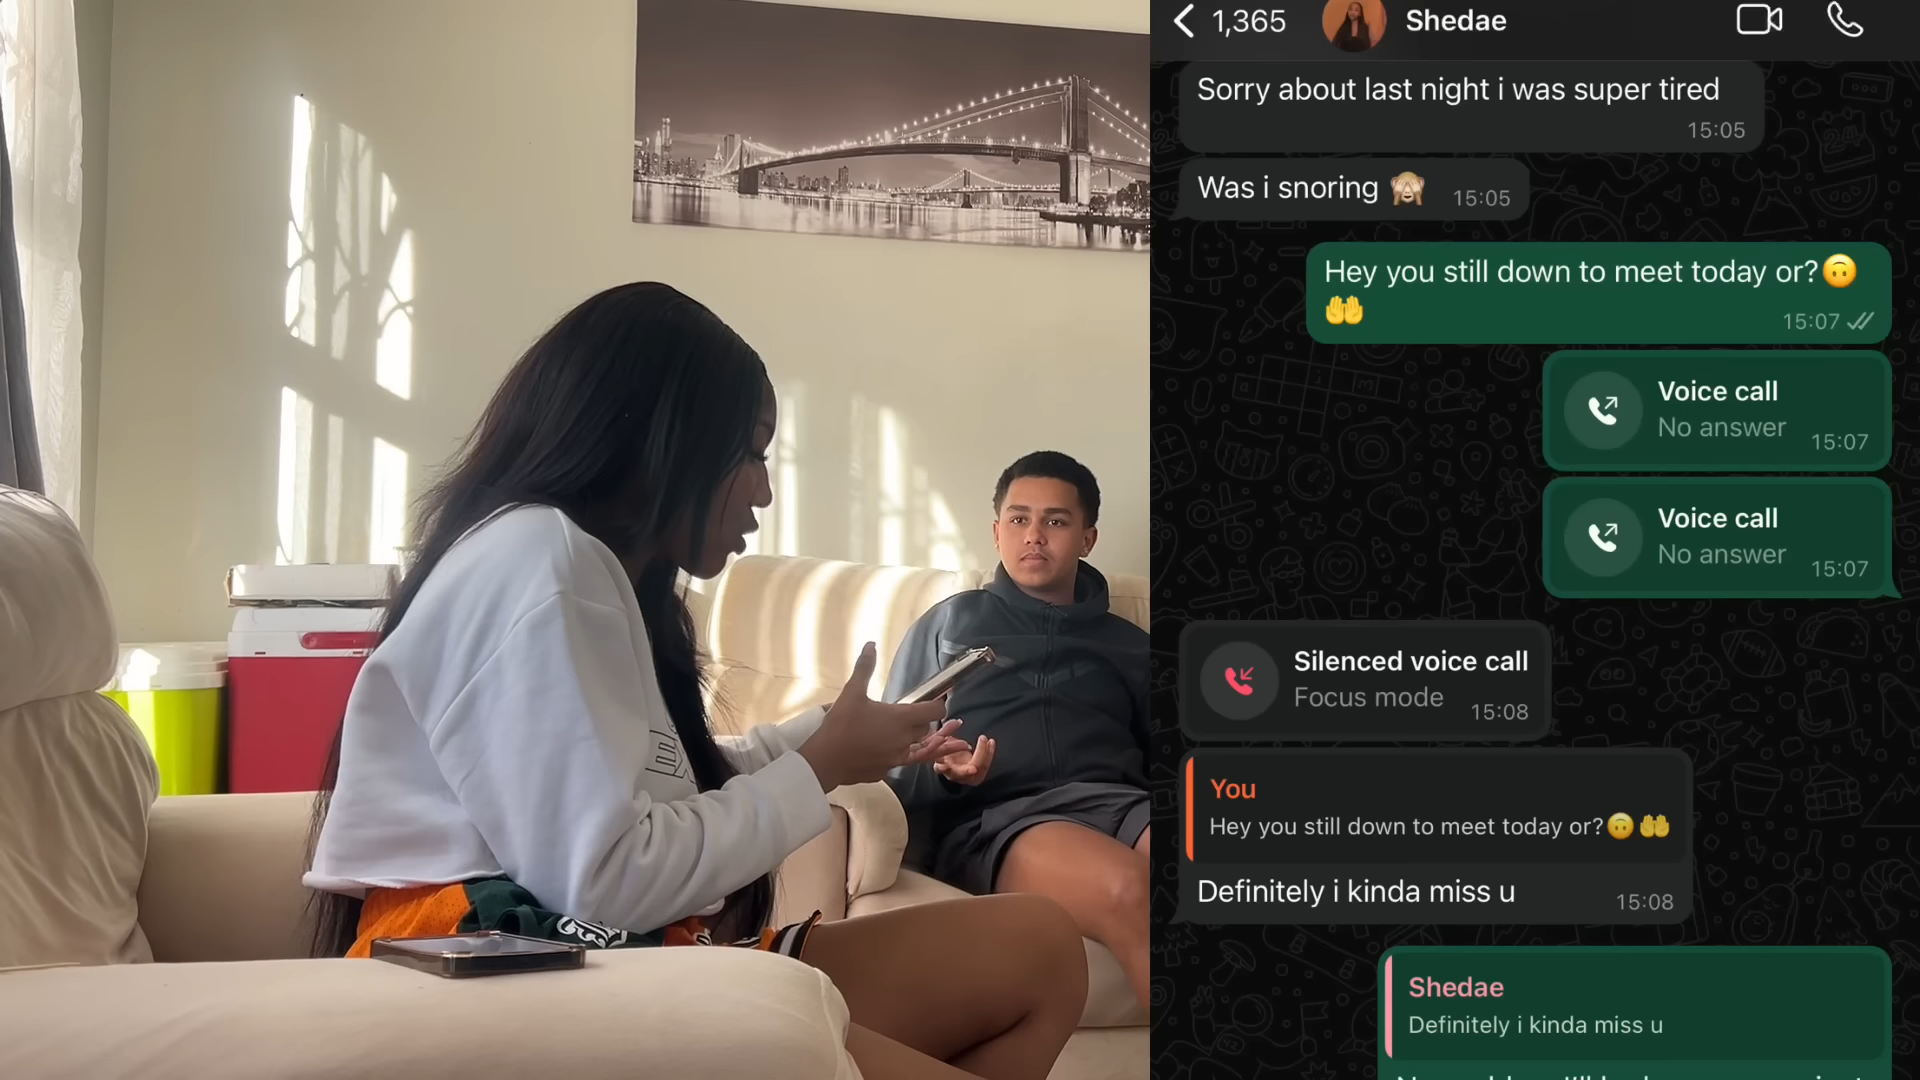 1,365
Shedae
Sorry about last night i was super tired
15:05
Was i snoring 🙈 15:05
Hey you still down to meet today or?🙃
🤲
15:07
Voice call
No answer 15:07
Voice call
No answer 15:07
Silenced voice call
Focus mode 15:08
You
Hey you still down to meet today or?🙃🤲
Definitely i kinda miss u 15:08
Shedae
Definitely i kinda miss u